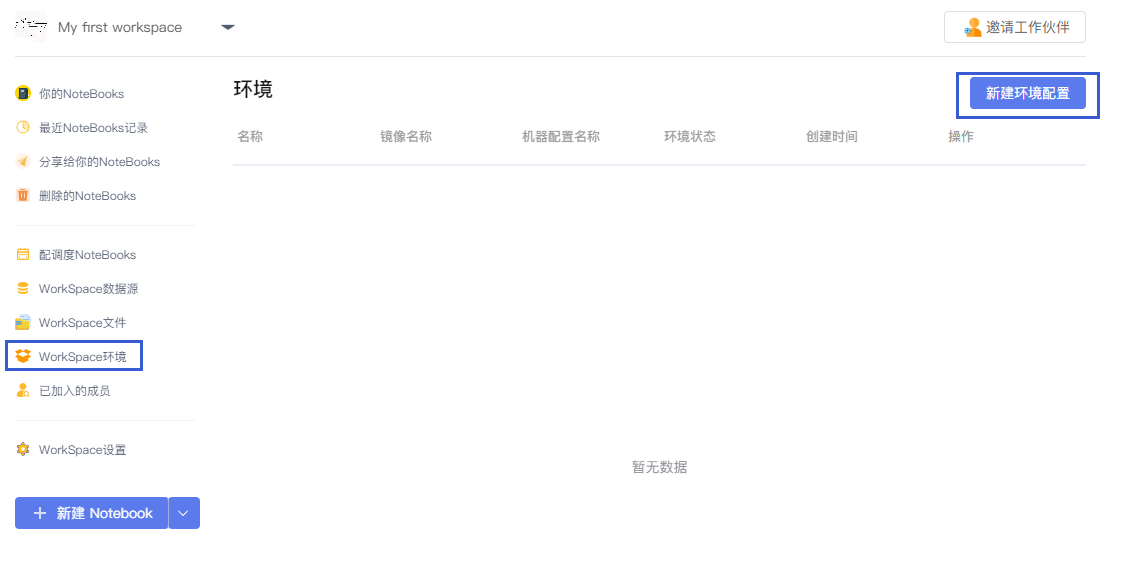 My first workspace
邀请工作伙伴
你的NoteBooks
最近NoteBooks记录
分享给你的NoteBooks
删除的NoteBooks
配调度NoteBooks
WorkSpace数据源
WorkSpace文件
WorkSpace环境
已加入的成员
WorkSpace设置
新建 Notebook
环境
新建环境配置
名称 镜像名称 机器配置名称 环境状态 创建时间 操作
暂无数据